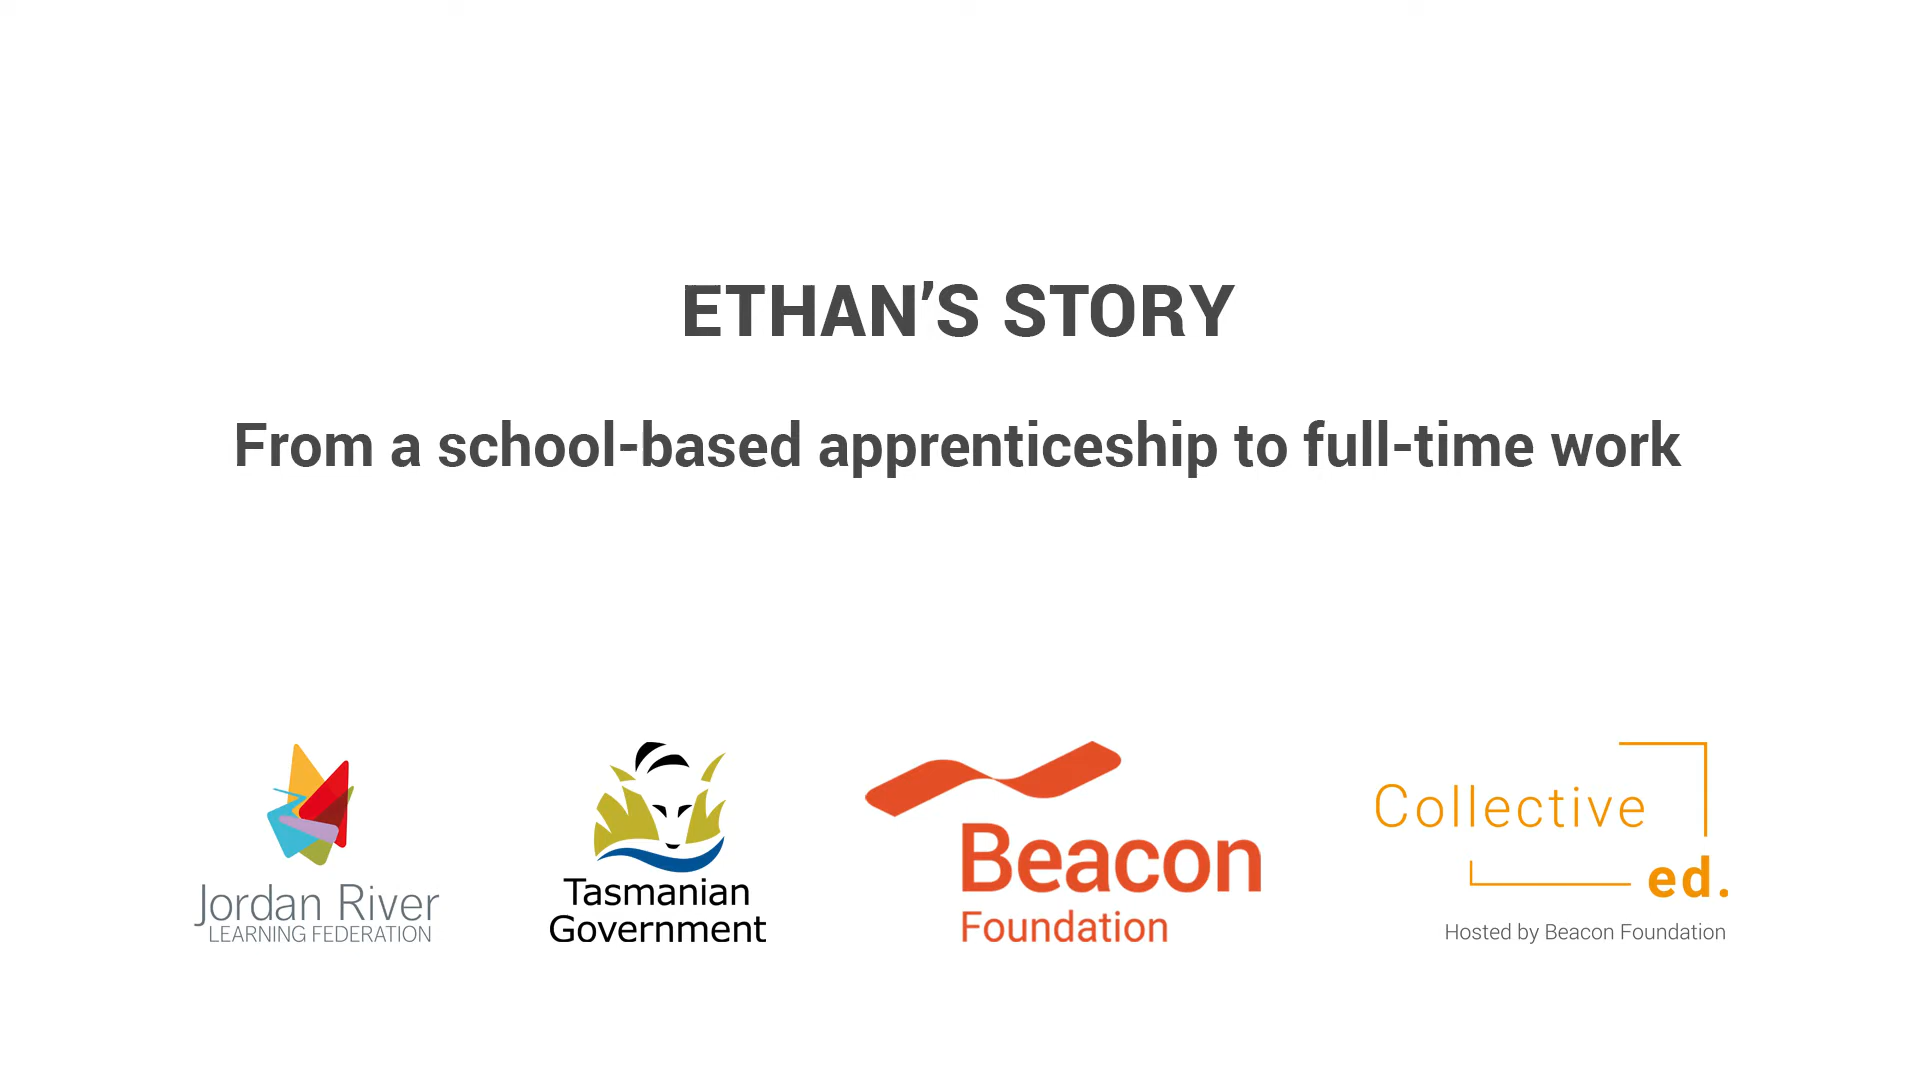 ETHAN’S STORY
From a school-based apprenticeship to full-time work
Jordan River
LEARNING FEDERATION
Tasmanian
Government
Beacon
Foundation
Collective
ed.
Hosted by Beacon Foundation